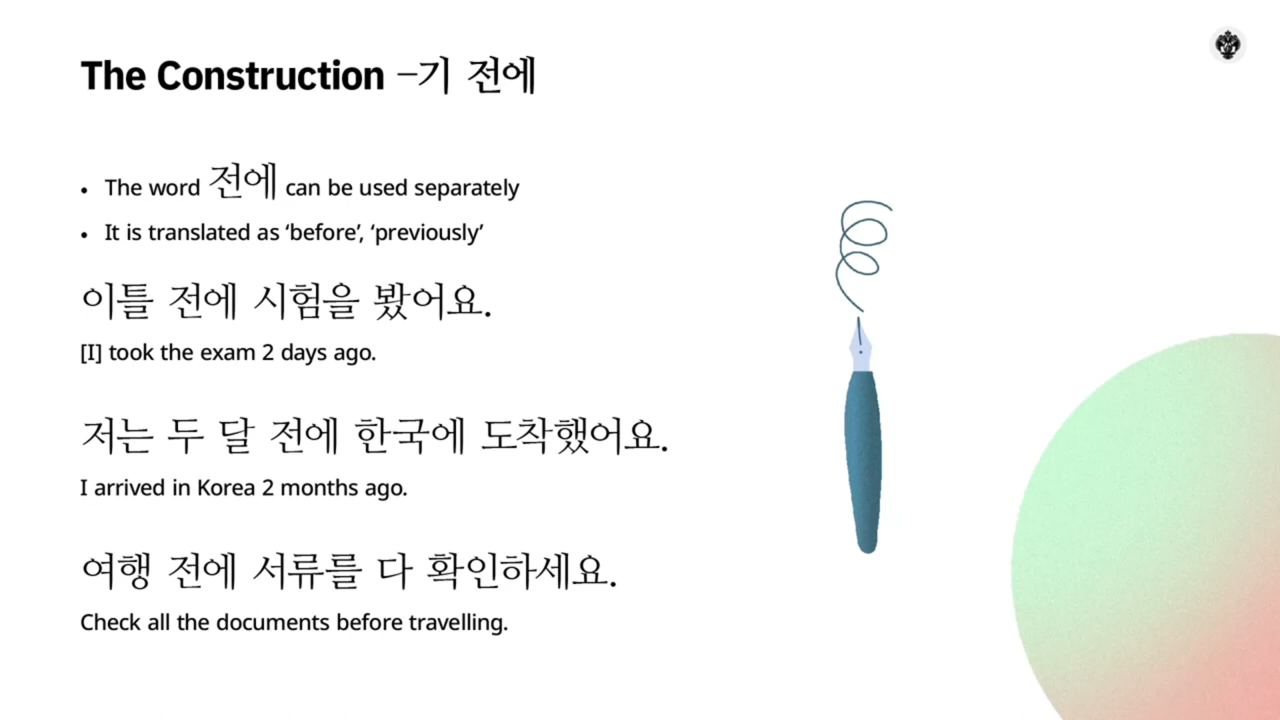 The Construction –기 전에
• The word 전에 can be used separately
• It is translated as ‘before’, ‘previously’
이틀 전에 시험을 봤어요.
[I] took the exam 2 days ago.
저는 두 달 전에 한국에 도착했어요.
I arrived in Korea 2 months ago.
여행 전에 서류를 다 확인하세요.
Check all the documents before travelling.